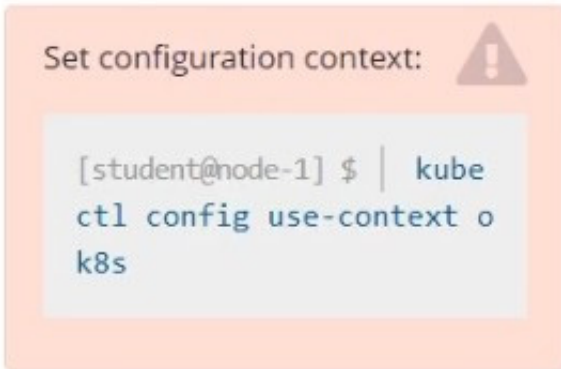 Set configuration context:
[student@node-1] $ | kube
ctl config use-context o
k8s